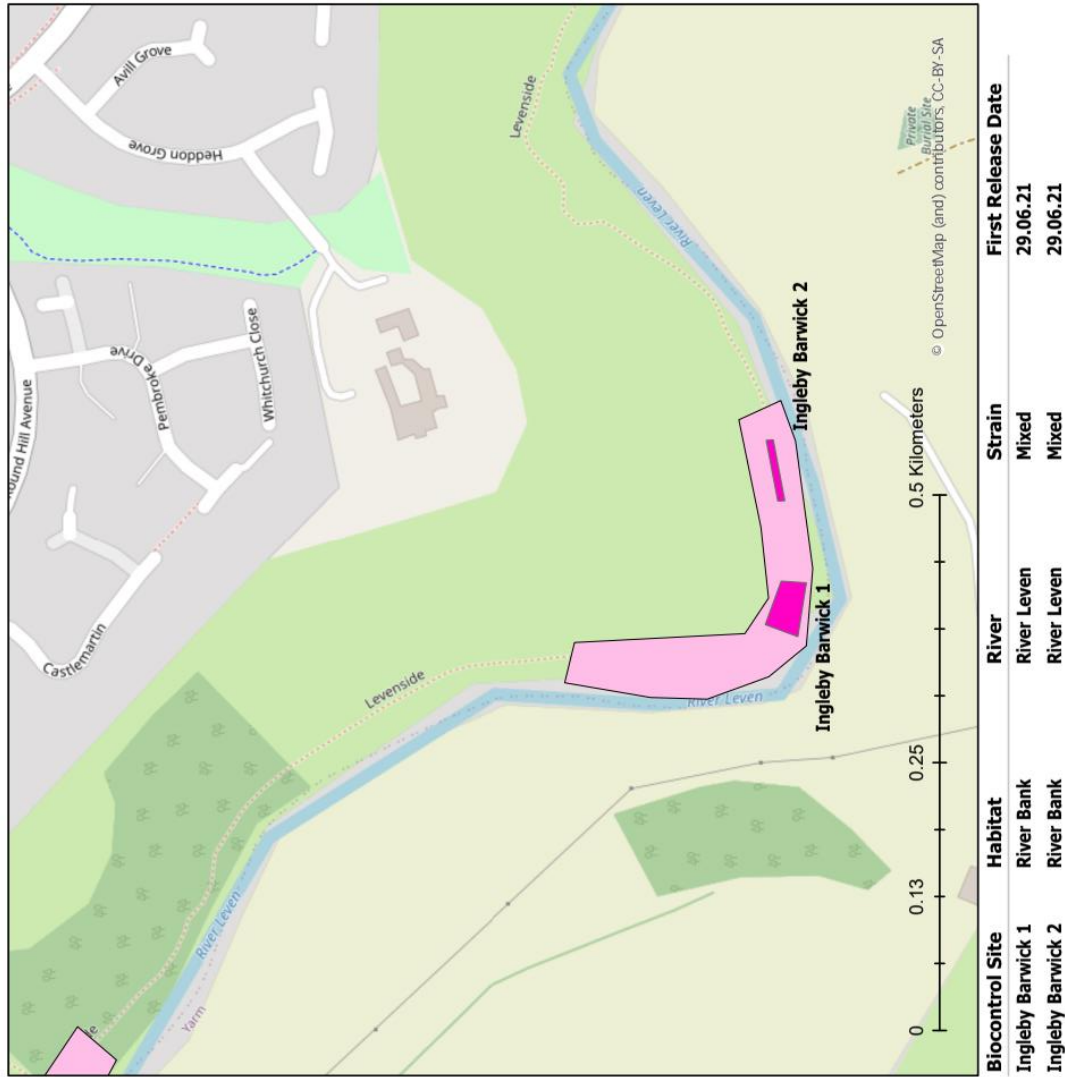 ound Hill Avenue
Avill Grove
Heddon Grove
Pembroke Drive
Castlemartin
Whitchurch Close
Yarm
River Leven
Levenside
Levenside
River Leven
River Leven
Ingleby Barwick 2
Ingleby Barwick 1
Private
Burial Site
0 0.13 0.25 0.5 Kilometers
© OpenStreetMap (and) contributors, CC-BY-SA
Biocontrol Site Habitat River Strain First Release Date
Ingleby Barwick 1 River Bank River Leven Mixed 29.06.21
Ingleby Barwick 2 River Bank River Leven Mixed 29.06.21